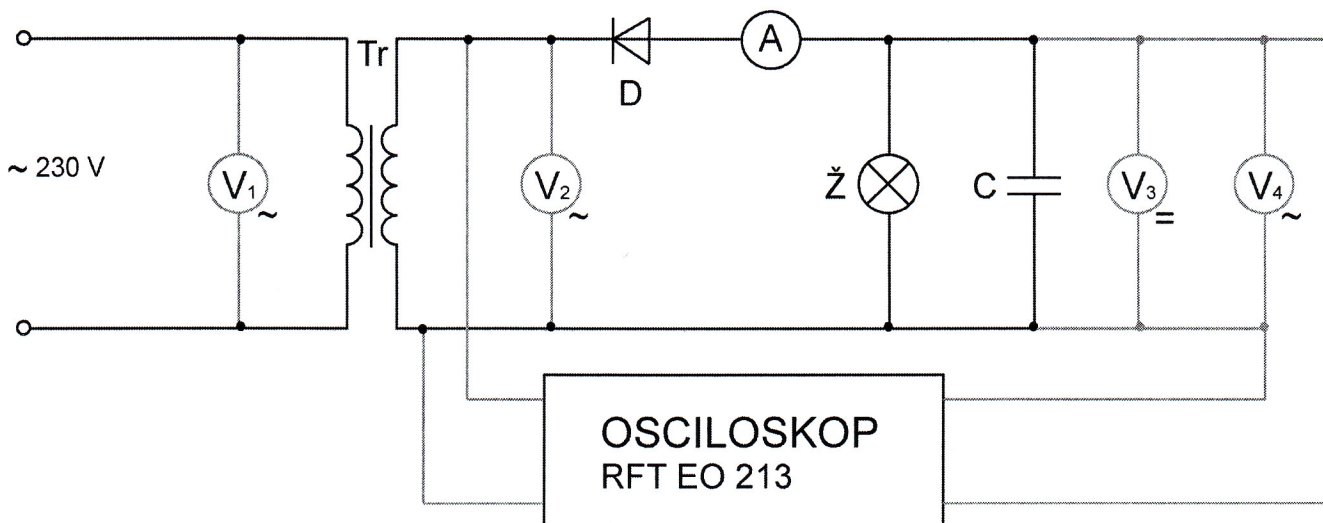 Tr
D
A
~ 230 V
V₁
~
V₂
~
Ž
C
V₃
=
V₄
~
OSCILOSKOP
RFT EO 213